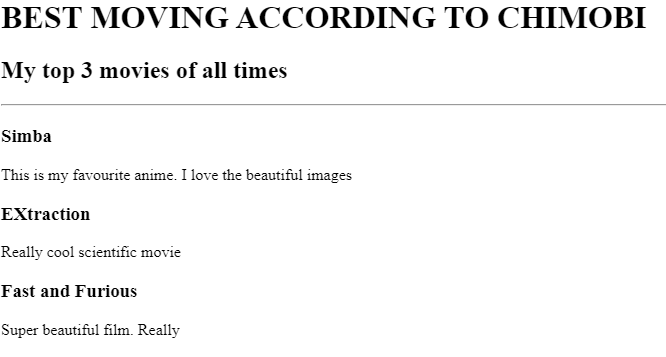 BEST MOVING ACCORDING TO CHIMOBI
My top 3 movies of all times
Simba
This is my favourite anime. I love the beautiful images
EXtraction
Really cool scientific movie
Fast and Furious
Super beautiful film. Really